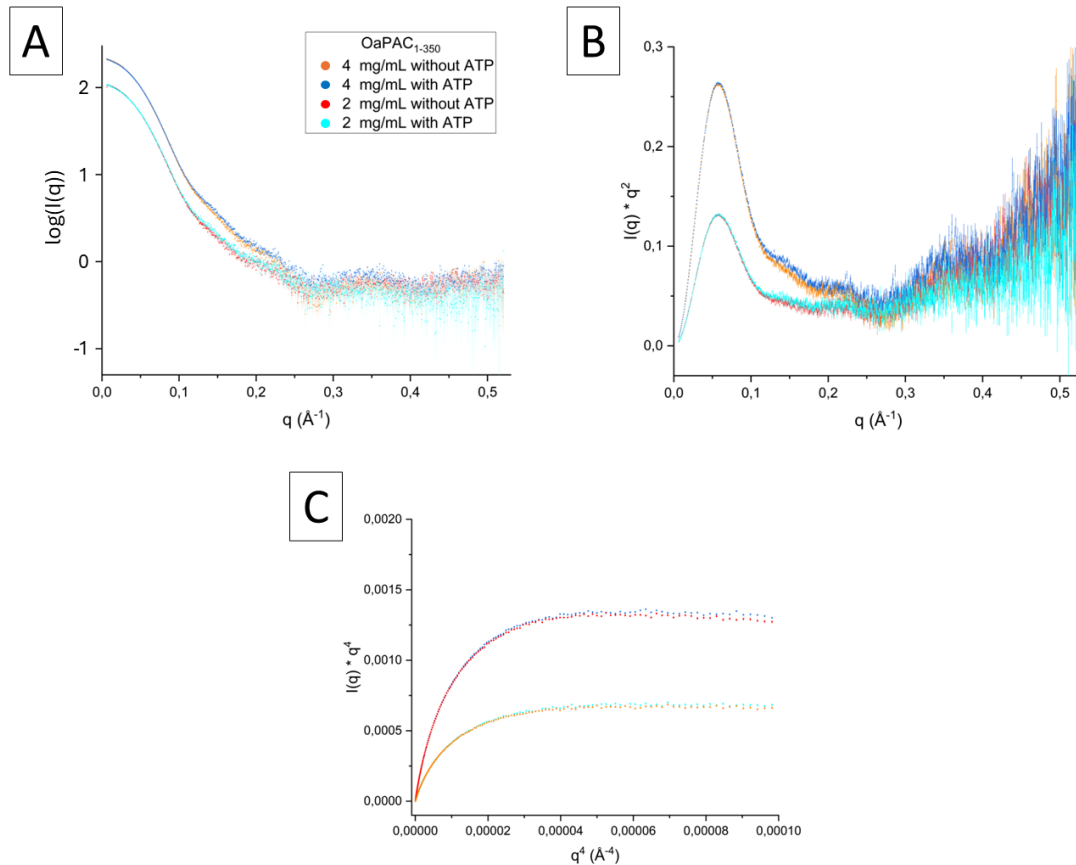 A
OaPAC1-350
4 mg/mL without ATP
4 mg/mL with ATP
2 mg/mL without ATP
2 mg/mL with ATP
log(I(q))
2
1
0
-1
0,0 0,1 0,2 0,3 0,4 0,5
q (Å-1)
B
I(q) * q2
0,3
0,2
0,1
0,0
0,0 0,1 0,2 0,3 0,4 0,5
q (Å-1)
C
I(q) * q4
0,0020
0,0015
0,0010
0,0005
0,0000
0,00000 0,00002 0,00004 0,00006 0,00008 0,00010
q4 (Å-4)